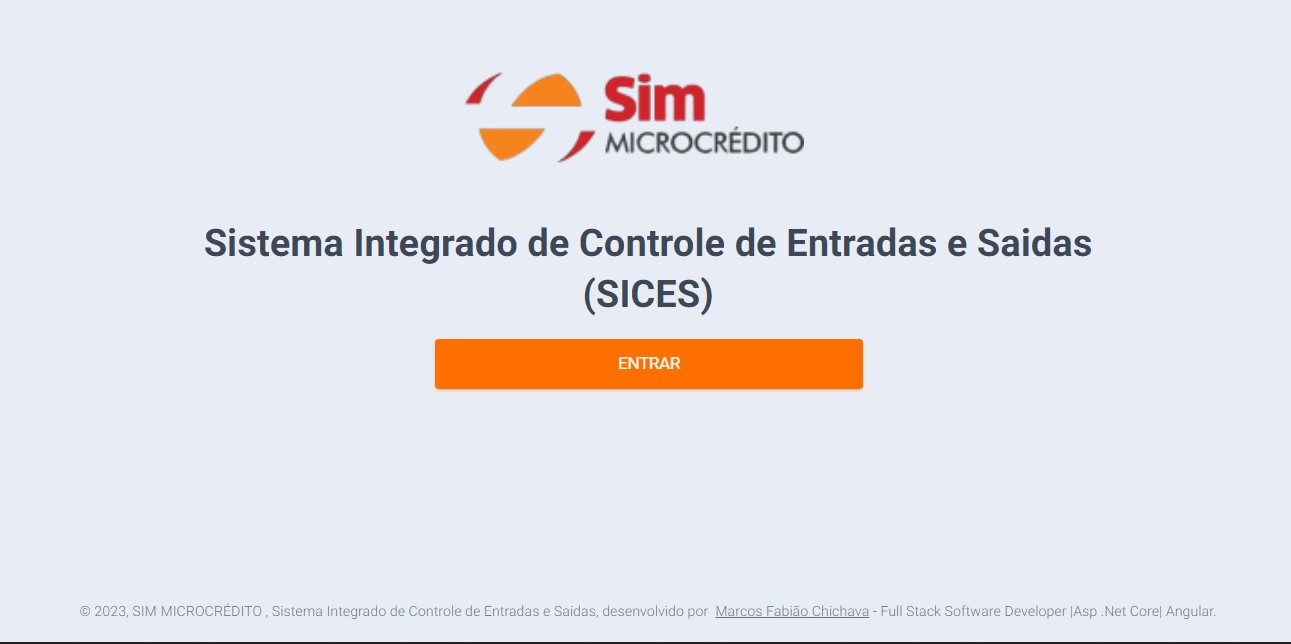 Sim
MICROCRÉDITO
Sistema Integrado de Controle de Entradas e Saidas
(SICES)
ENTRAR
© 2023, SIM MICROCRÉDITO , Sistema Integrado de Controle de Entradas e Saidas, desenvolvido por Marcos Fabião Chichava - Full Stack Software Developer |Asp .Net Core| Angular.